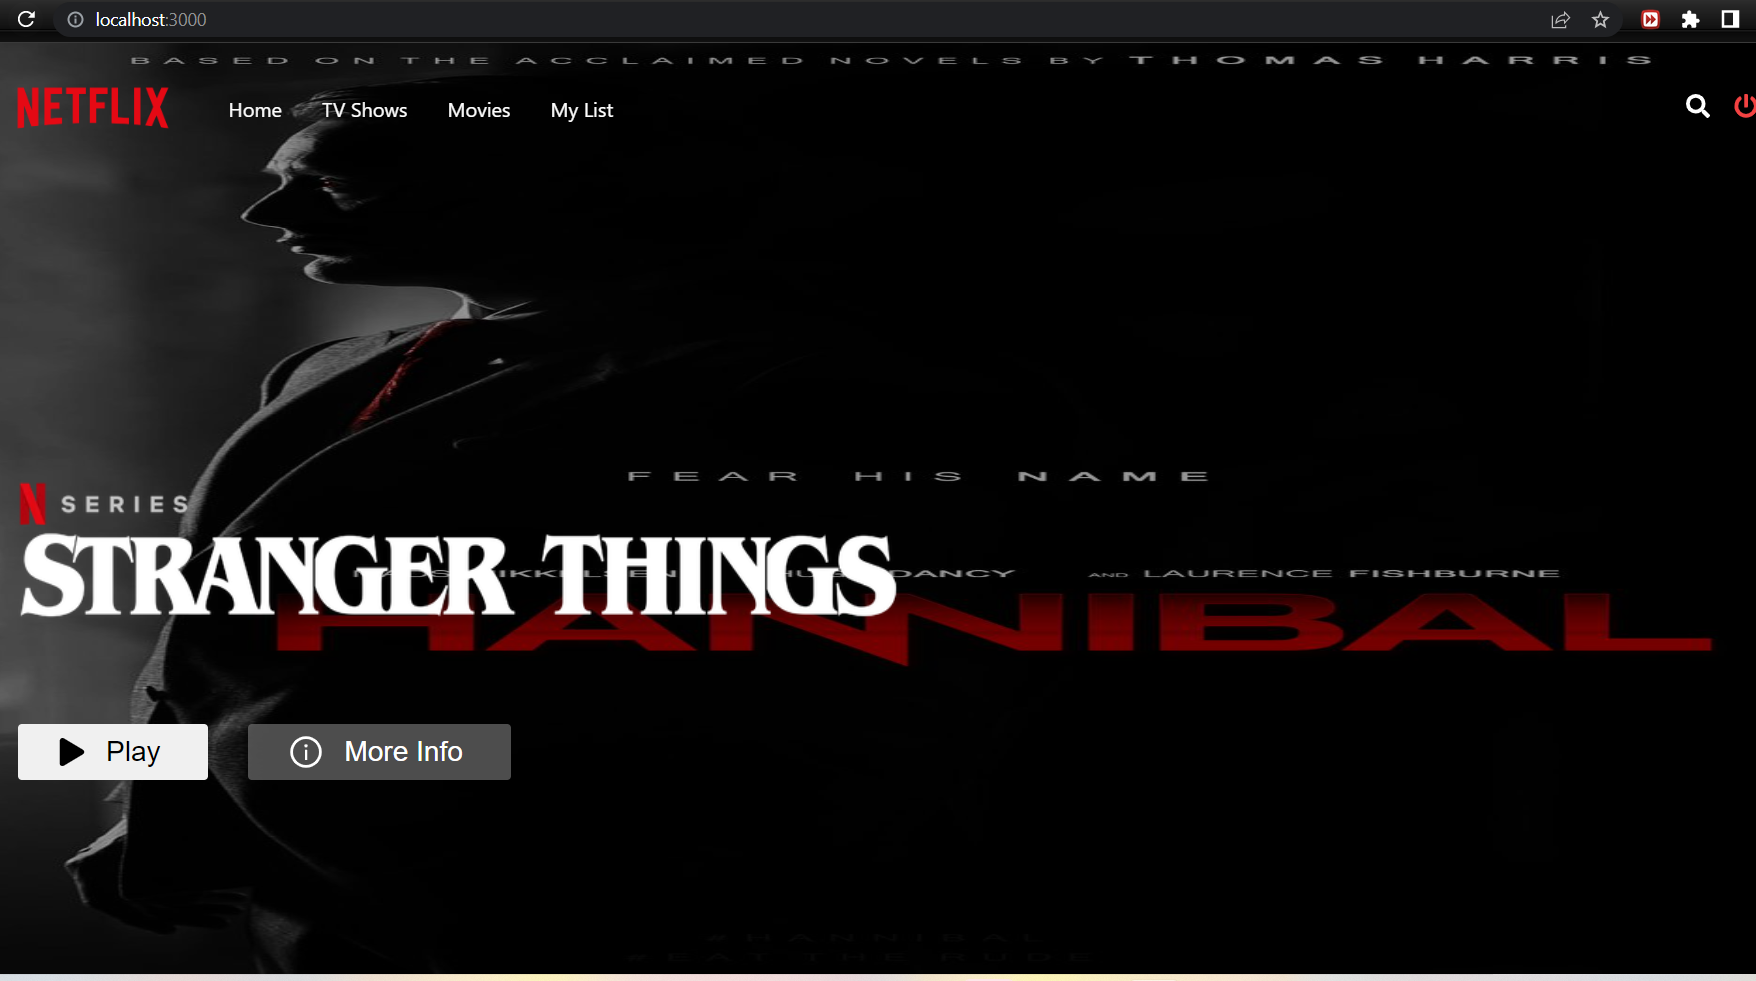 localhost:3000
BASED ON THE ACCLAIMED NOVELS BY THOMAS HARRIS
NETFLIX
Home TV Shows Movies My List
FEAR HIS NAME
N SERIES
STRANGER THINGS
DANCY AND LAURENCE FISHBURNE
HANNIBAL
Play More Info
#HANNIBAL
#EAT THE RUDE